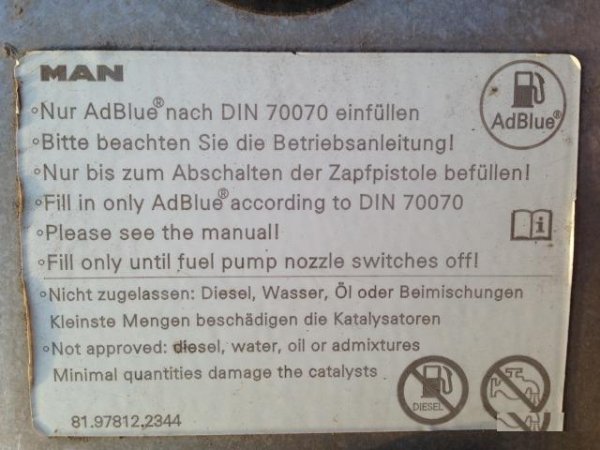 MAN
°Nur AdBlue® nach DIN 70070 einfüllen
AdBlue®
°Bitte beachten Sie die Betriebsanleitung!
°Nur bis zum Abschalten der Zapfpistole befüllen!
°Fill in only AdBlue® according to DIN 70070
°Please see the manual!
°Fill only until fuel pump nozzle switches off!
°Nicht zugelassen: Diesel, Wasser, Öl oder Beimischungen
Kleinste Mengen beschädigen die Katalysatoren
°Not approved: diesel, water, oil or admixtures
Minimal quantities damage the catalysts
DIESEL
81.97812.2344